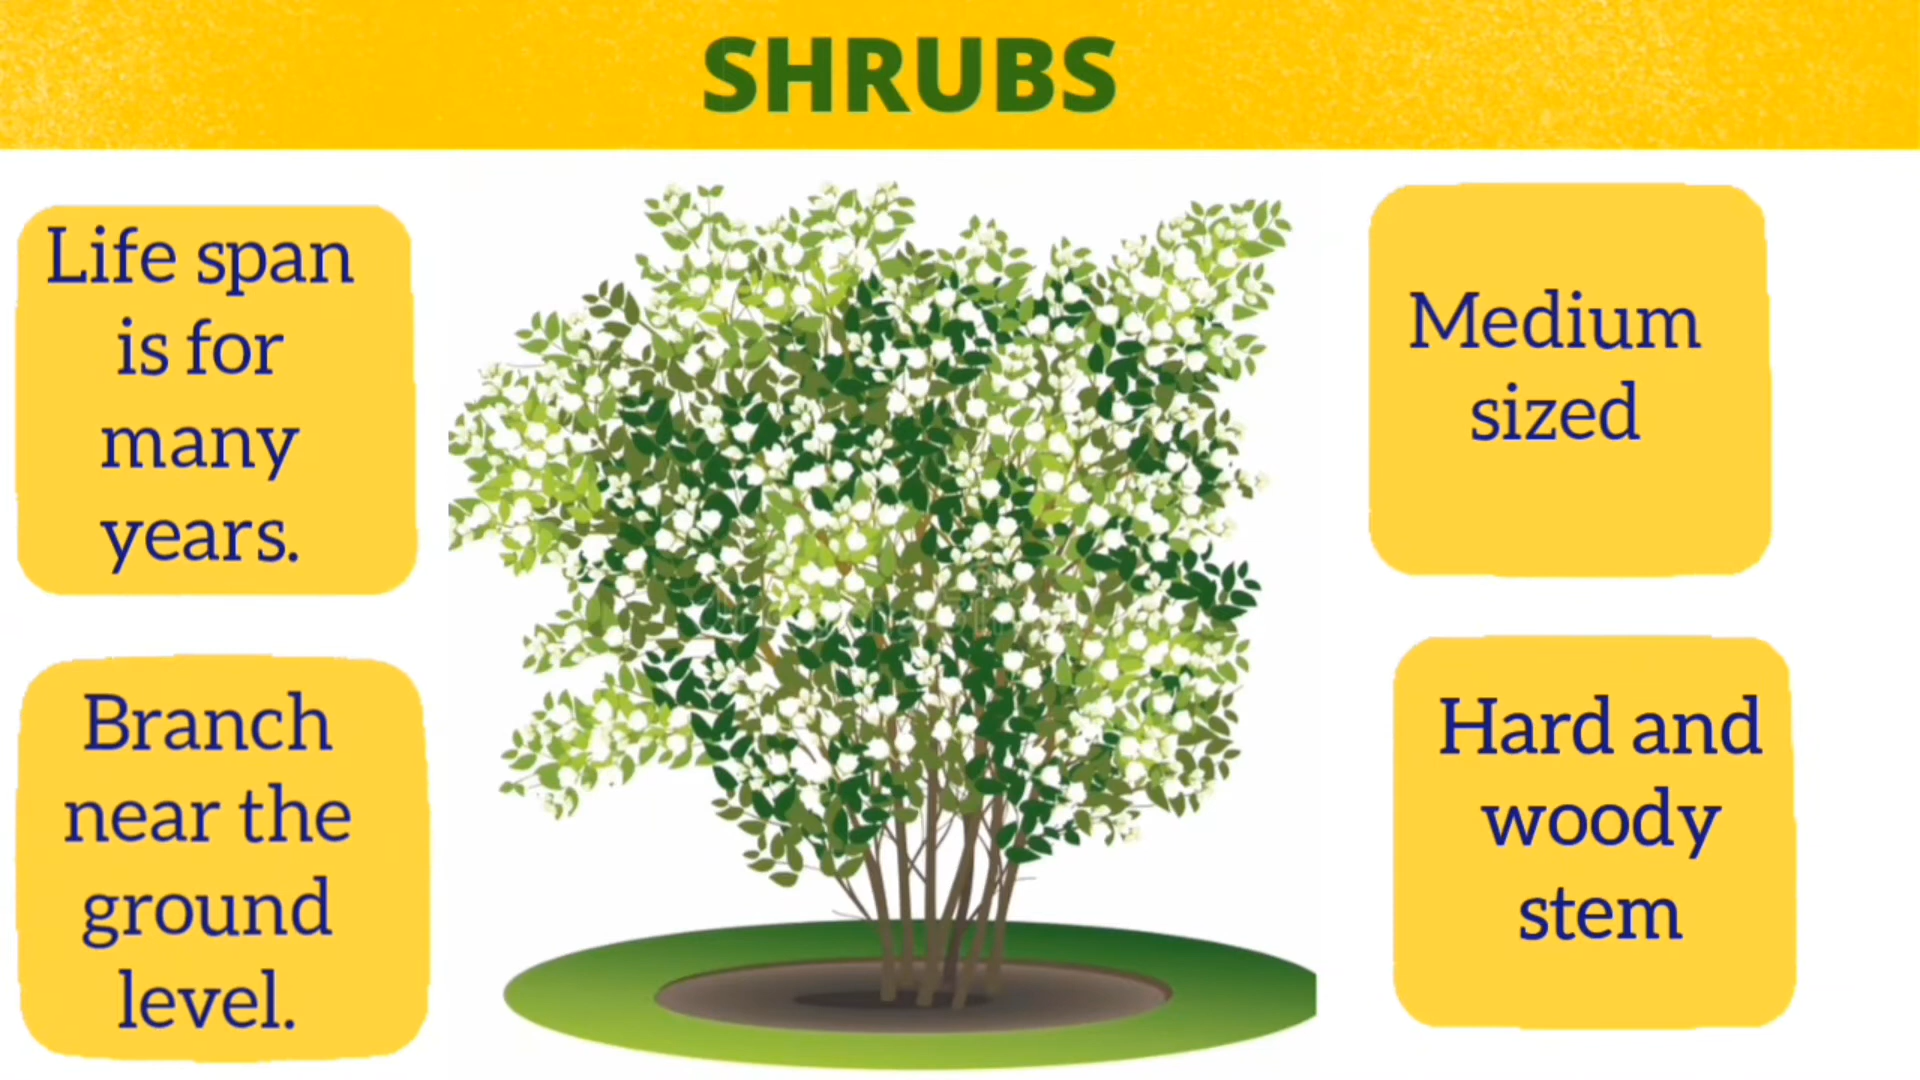 SHRUBS
Life span
is for
many
years.
Medium
sized
Branch
near the
ground
level.
Hard and
woody
stem